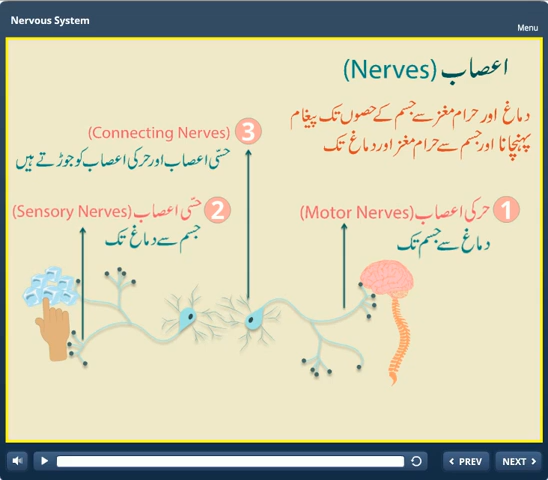 Nervous System
Menu
اعصاب (Nerves)
دماغ اور حرام مغز سے جسم کے حصوں تک پیغام
پہنچانا اور جسم سے حرام مغز اور دماغ تک
1 حرکی اعصاب (Motor Nerves)
دماغ سے جسم تک
2 حسّی اعصاب (Sensory Nerves)
جسم سے دماغ تک
3 (Connecting Nerves)
حسّی اعصاب اور حرکی اعصاب کو جوڑتے ہیں
PREV
NEXT